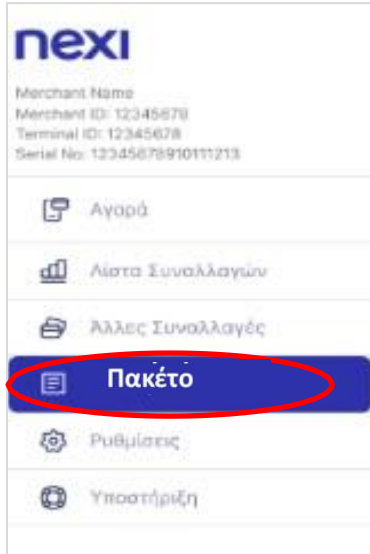 nexi
Merchant Name
Merchant ID: 12345678
Terminal ID: 12345678
Serial No: 12345678910111213
Αγορά
Λίστα Συναλλαγών
Άλλες Συναλλαγές
Πακέτο
Ρυθμίσεις
Υποστήριξη